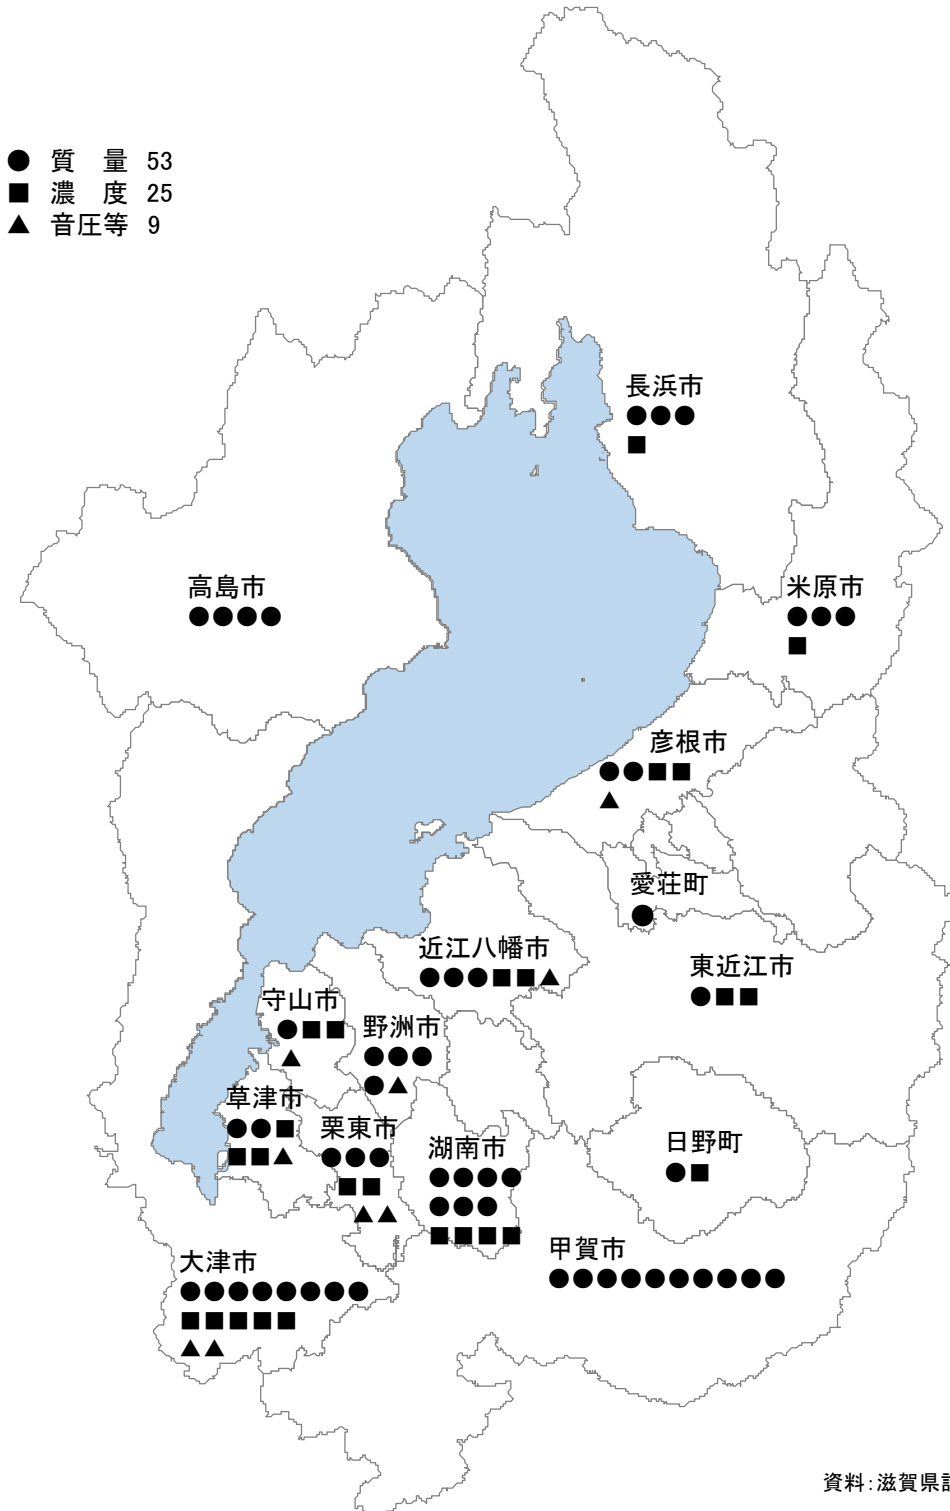 ● 質　量 53
■ 濃　度 25
▲ 音圧等 9
長浜市
●●●
■
高島市
●●●●
米原市
●●●
■
彦根市
●●■■
▲
愛荘町
●
近江八幡市
●●●■■▲
東近江市
●■■
守山市
●■■
▲
野洲市
●●●
●▲
草津市
●●■
■■▲
栗東市
●●●
■■
▲▲
湖南市
●●●●
●●●
■■■■
日野町
●■
甲賀市
●●●●●●●●●●
大津市
●●●●●●●●
■■■■■
▲▲
資料:滋賀県